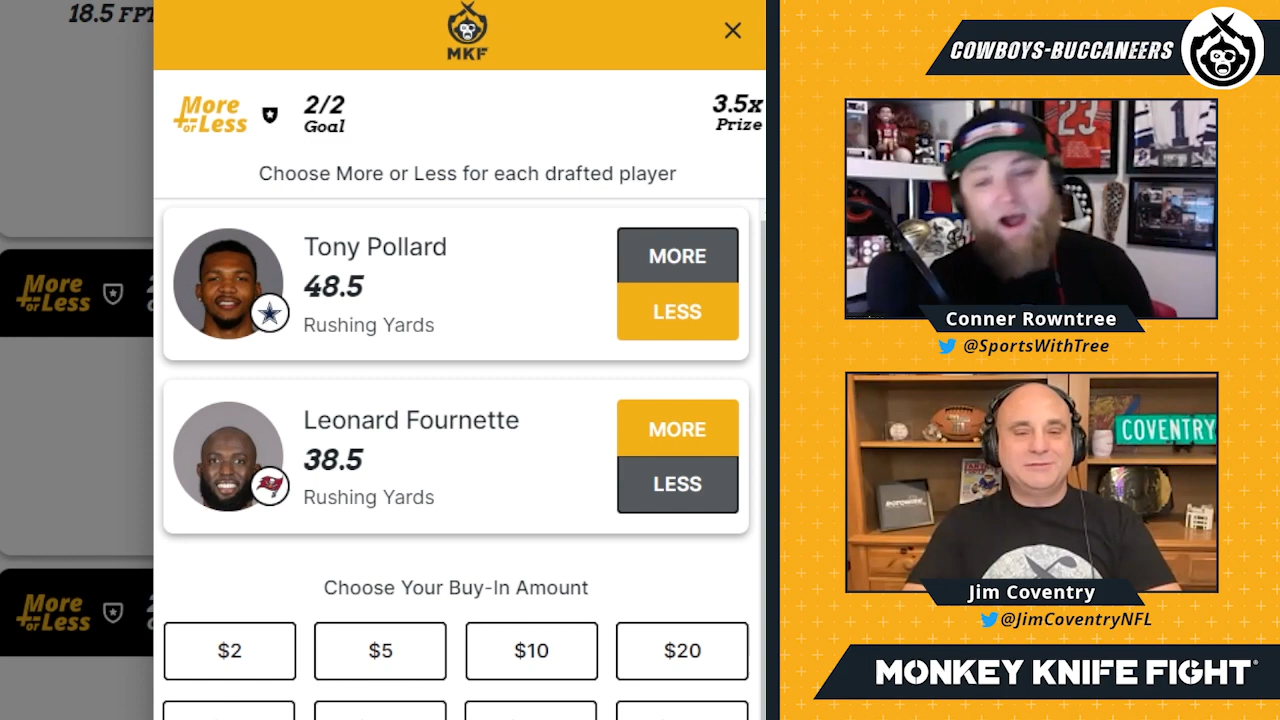 18.5 FPT
MKF
More
or Less
2/2
Goal
3.5x
Prize
Choose More or Less for each drafted player
Tony Pollard
48.5
Rushing Yards
MORE
LESS
Leonard Fournette
38.5
Rushing Yards
MORE
LESS
Choose Your Buy-In Amount
$2
$5
$10
$20
More
or Less
More
or Less
COWBOYS-BUCCANEERS
23
1
Conner Rowntree
@SportsWithTree
COVENTRY
Jim Coventry
@JimCoventryNFL
MONKEY KNIFE FIGHT